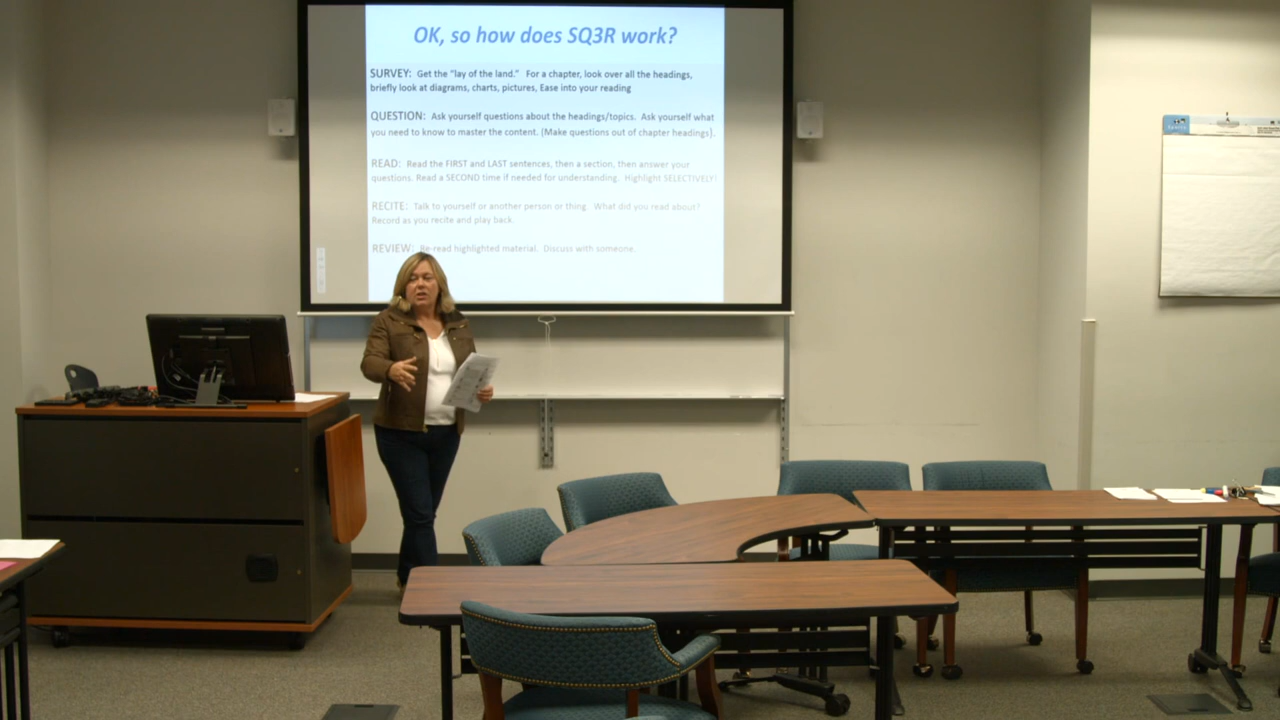 OK, so how does SQ3R work?
SURVEY: Get the "lay of the land." For a chapter, look over all the headings,
briefly look at diagrams, charts, pictures, Ease into your reading
QUESTION: Ask yourself questions about the headings/topics. Ask yourself what
you need to know to master the content. (Make questions out of chapter headings).
READ: Read the FIRST and LAST sentences, then a section, then answer your
questions. Read a SECOND time if needed for understanding. Highlight SELECTIVELY!
RECITE: Talk to yourself or another person or thing. What did you read about?
Record as you recite and play back.
REVIEW: Re-read highlighted material. Discuss with someone.